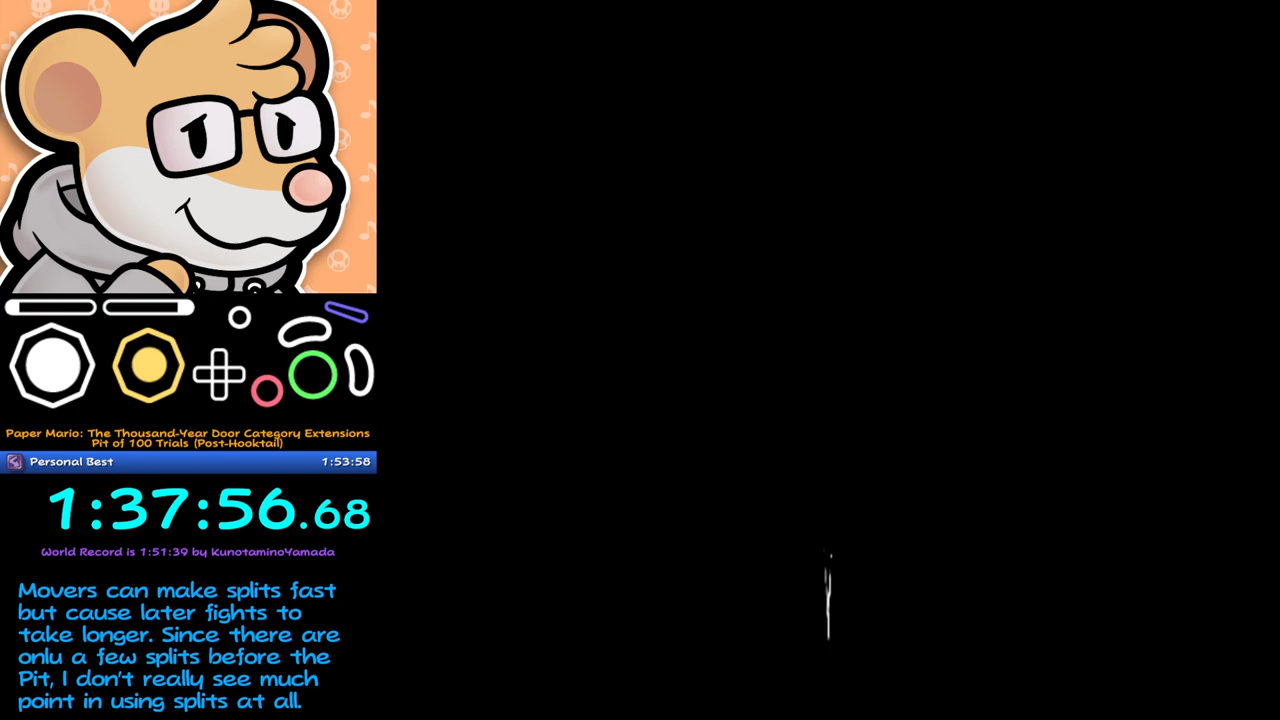 Paper Mario: The Thousand-Year Door Category Extensions
Pit of 100 Trials (Post-Hooktail)
Personal Best 1:53:58
1:37:56.68
World Record is 1:51:39 by KunotaminoYamada
Movers can make splits fast
but cause later fights to
take longer. Since there are
onlu a few splits before the
Pit, I don't really see much
point in using splits at all.